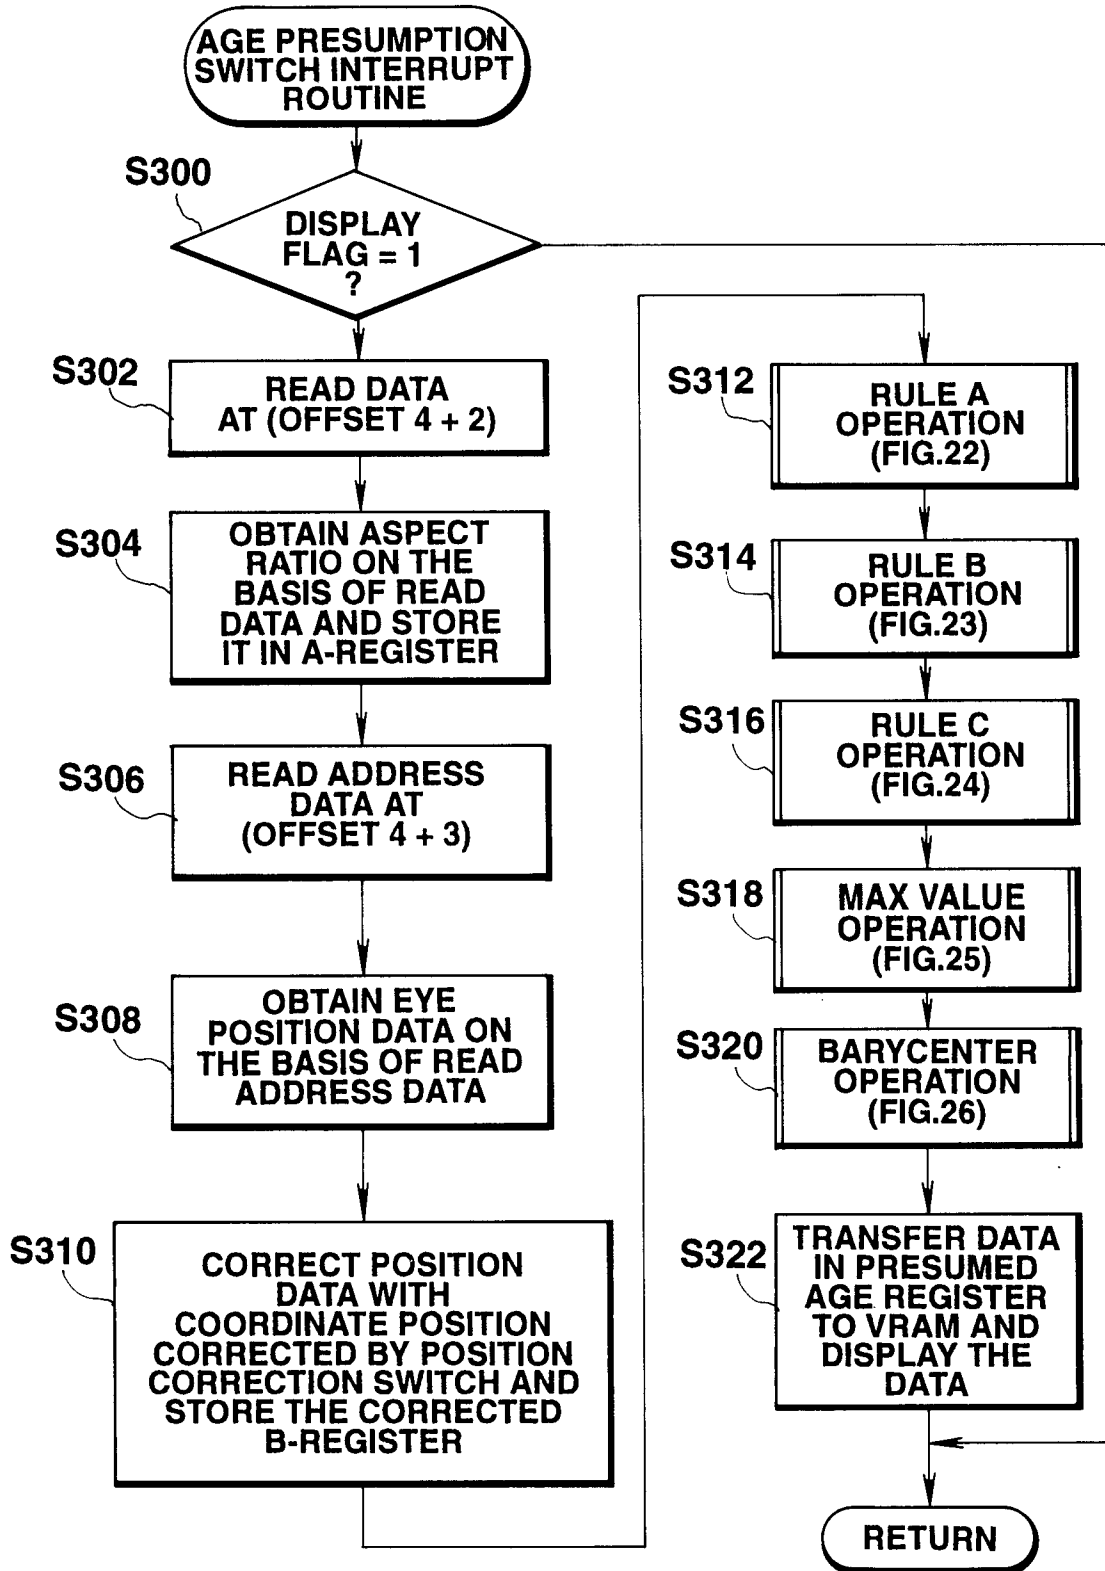 AGE PRESUMPTION
SWITCH INTERRUPT
ROUTINE
S300
DISPLAY
FLAG = 1
?
S302
READ DATA
AT (OFFSET 4 + 2)
S304
OBTAIN ASPECT
RATIO ON THE
BASIS OF READ
DATA AND STORE
IT IN A-REGISTER
S306
READ ADDRESS
DATA AT
(OFFSET 4 + 3)
S308
OBTAIN EYE
POSITION DATA ON
THE BASIS OF READ
ADDRESS DATA
S310
CORRECT POSITION
DATA WITH
COORDINATE POSITION
CORRECTED BY POSITION
CORRECTION SWITCH AND
STORE THE CORRECTED
B-REGISTER
S312
RULE A
OPERATION
(FIG.22)
S314
RULE B
OPERATION
(FIG.23)
S316
RULE C
OPERATION
(FIG.24)
S318
MAX VALUE
OPERATION
(FIG.25)
S320
BARYCENTER
OPERATION
(FIG.26)
S322
TRANSFER DATA
IN PRESUMED
AGE REGISTER
TO VRAM AND
DISPLAY THE
DATA
RETURN